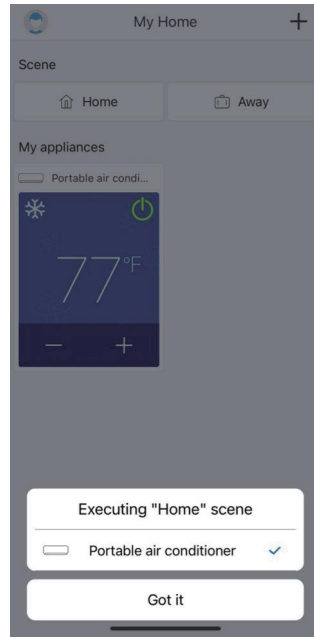 My Home
Scene
Home
Away
My appliances
Portable air condi...
77°F
Executing "Home" scene
Portable air conditioner
Got it